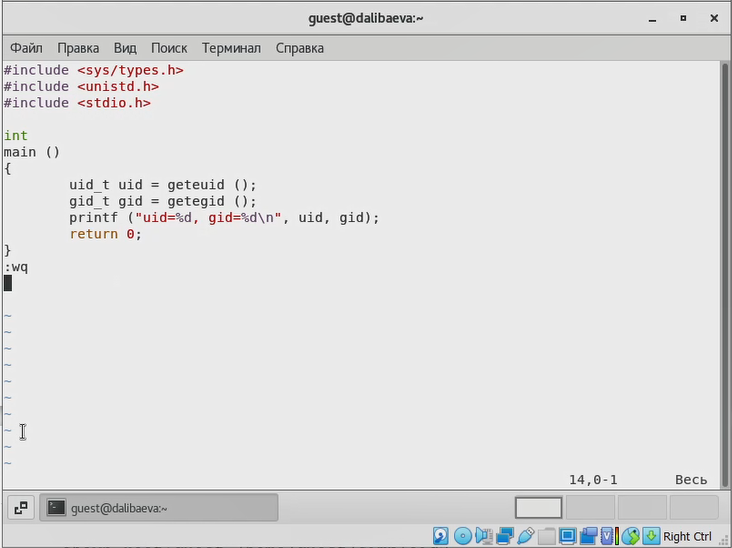 guest@dalibaeva:~
Файл Правка Вид Поиск Терминал Справка
#include <sys/types.h>
#include <unistd.h>
#include <stdio.h>
int
main ()
{
        uid_t uid = geteuid ();
        gid_t gid = getegid ();
        printf ("uid=%d, gid=%d\n", uid, gid);
        return 0;
}
:wq
~
~
~
~
~
~
~
~
~
~
14,0-1 Весь
guest@dalibaeva:~
Right Ctrl